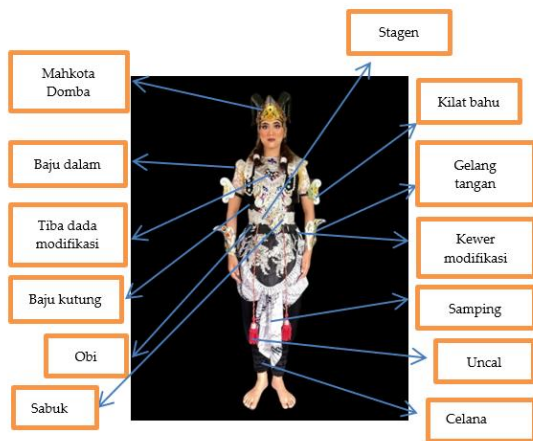 Stagen
Mahkota
Domba
Kilat bahu
Baju dalam
Gelang
tangan
Tiba dada
modifikasi
Kewer
modifikasi
Baju kutung
Samping
Obi
Uncal
Sabuk
Celana